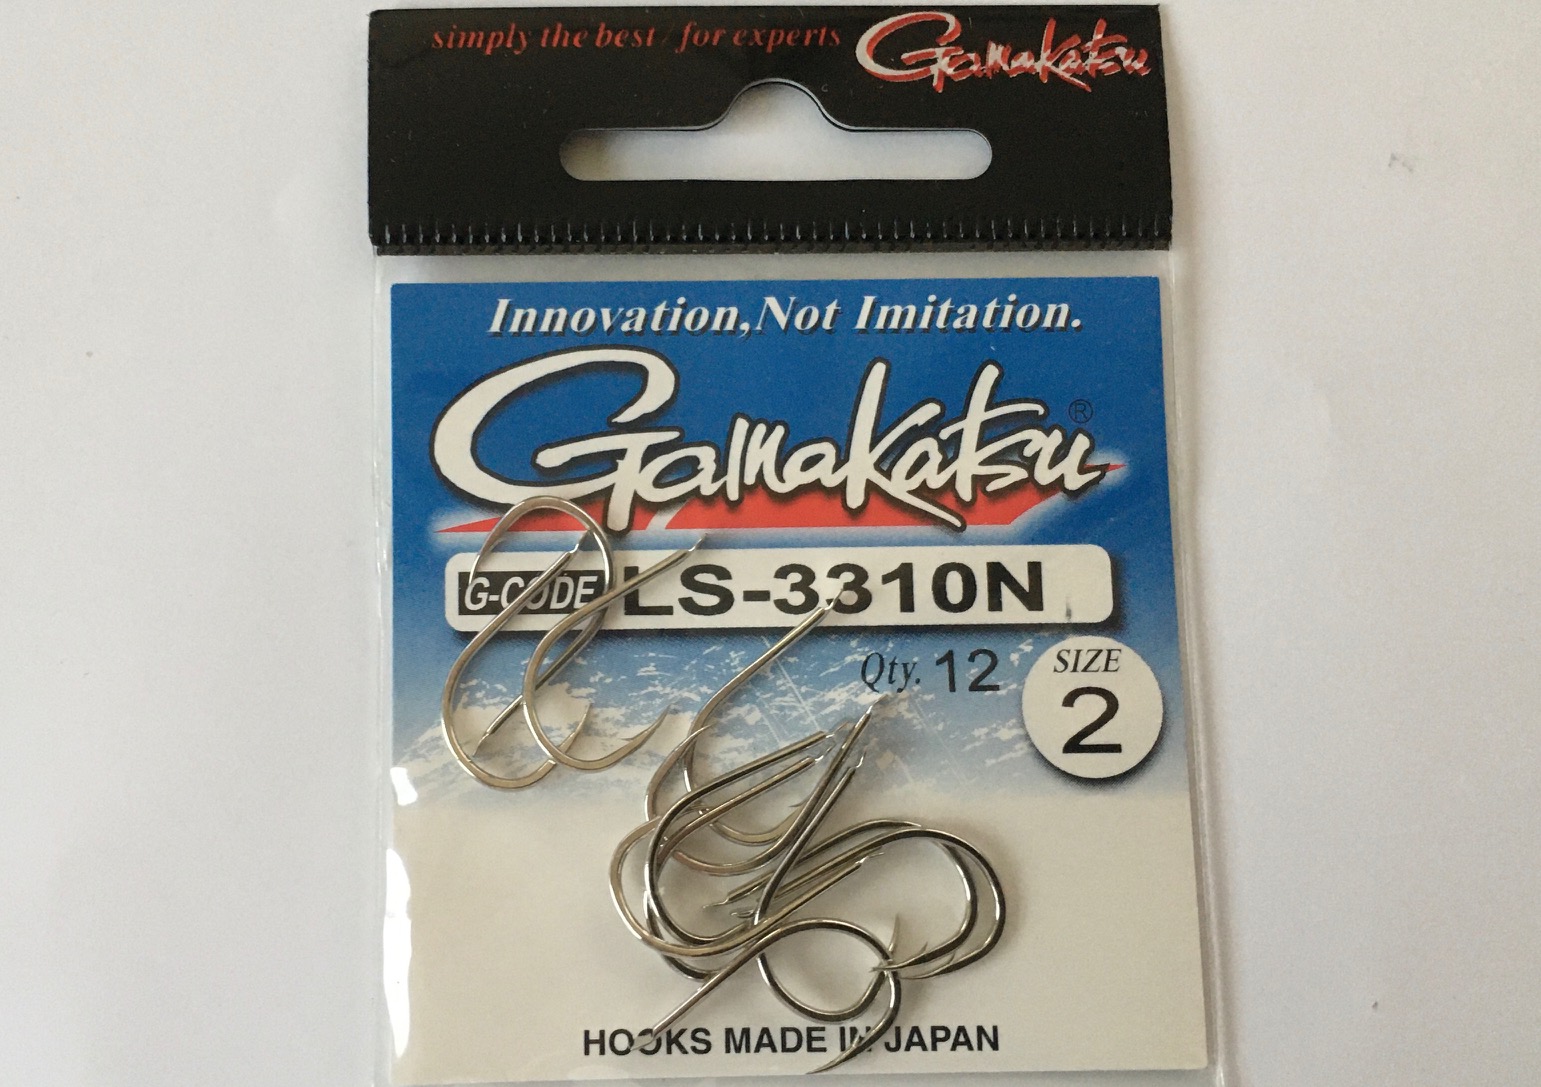 simply the best / for experts Gamakatsu
Innovation,Not Imitation.
Gamakatsu ®
G-CODE LS-3310N
Qty. 12
SIZE
2
HOOKS MADE IN JAPAN